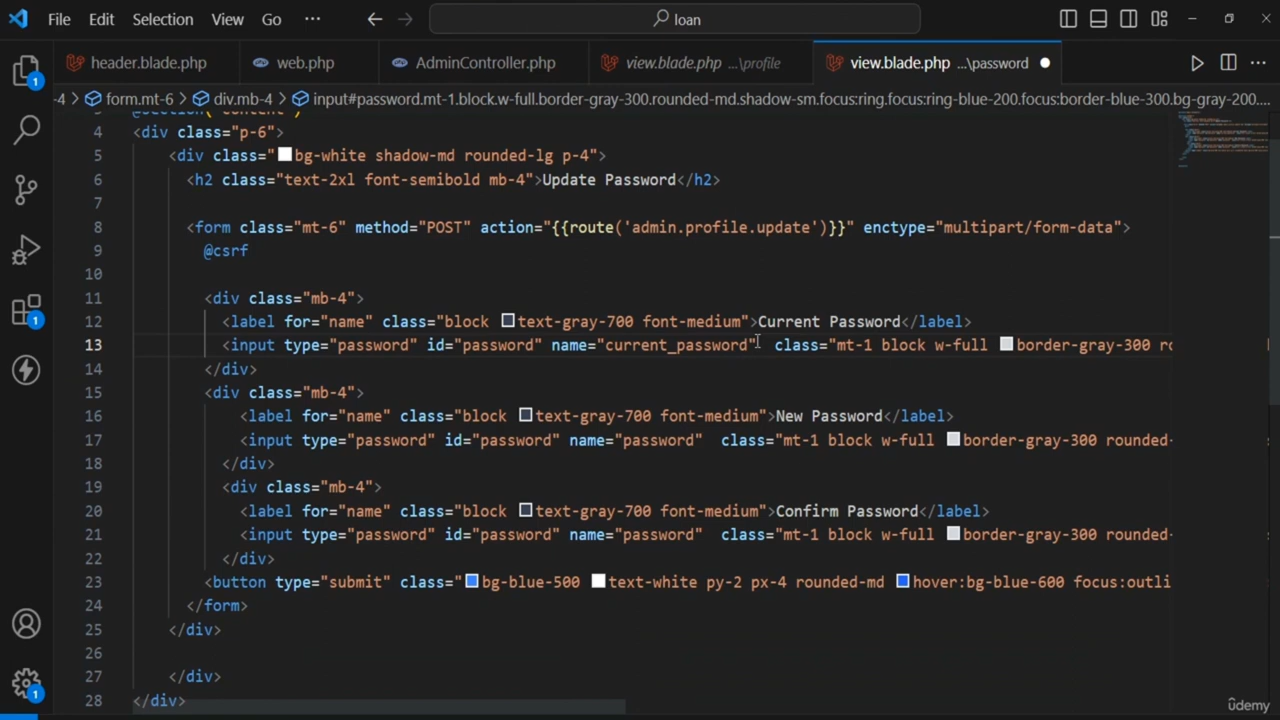 File Edit Selection View Go ··· loan
header.blade.php web.php AdminController.php view.blade.php ...\profile view.blade.php ...\password
-4 > form.mt-6 > div.mb-4 > input#password.mt-1.block.w-full.border-gray-300.rounded-md.shadow-sm.focus:ring.focus:ring-blue-200.focus:border-blue-300.bg-gray-200....
4 <div class="p-6">
5 <div class="bg-white shadow-md rounded-lg p-4">
6 <h2 class="text-2xl font-semibold mb-4">Update Password</h2>
7
8 <form class="mt-6" method="POST" action="{{route('admin.profile.update')}}" enctype="multipart/form-data">
9 @csrf
10
11 <div class="mb-4">
12 <label for="name" class="block text-gray-700 font-medium">Current Password</label>
13 <input type="password" id="password" name="current_password"  class="mt-1 block w-full border-gray-300 ro
14 </div>
15 <div class="mb-4">
16 <label for="name" class="block text-gray-700 font-medium">New Password</label>
17 <input type="password" id="password" name="password"  class="mt-1 block w-full border-gray-300 rounded-
18 </div>
19 <div class="mb-4">
20 <label for="name" class="block text-gray-700 font-medium">Confirm Password</label>
21 <input type="password" id="password" name="password"  class="mt-1 block w-full border-gray-300 rounded-
22 </div>
23 <button type="submit" class="bg-blue-500 text-white py-2 px-4 rounded-md hover:bg-blue-600 focus:outli
24 </form>
25 </div>
26
27 </div>
28 </div>
1
1
1
ûdemy